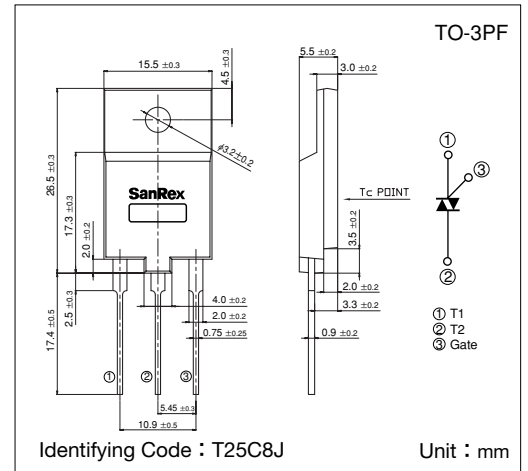 TO-3PF
15.5 ±0.3
4.5 ±0.3
5.5 ±0.2
3.0 ±0.2
φ3.2±0.2
26.5 ±0.3
17.3 ±0.3
SanRex
Tc POINT
2.0 ±0.2
3.5 ±0.2
17.4 ±0.5
2.5 ±0.3
4.0 ±0.2
2.0 ±0.2
0.75 ±0.25
2.0 ±0.2
3.3 ±0.2
0.9 ±0.2
①
②
③
5.45 ±0.3
10.9 ±0.5
①
③
②
① T1
② T2
③ Gate
Identifying Code：T25C8J
Unit：mm